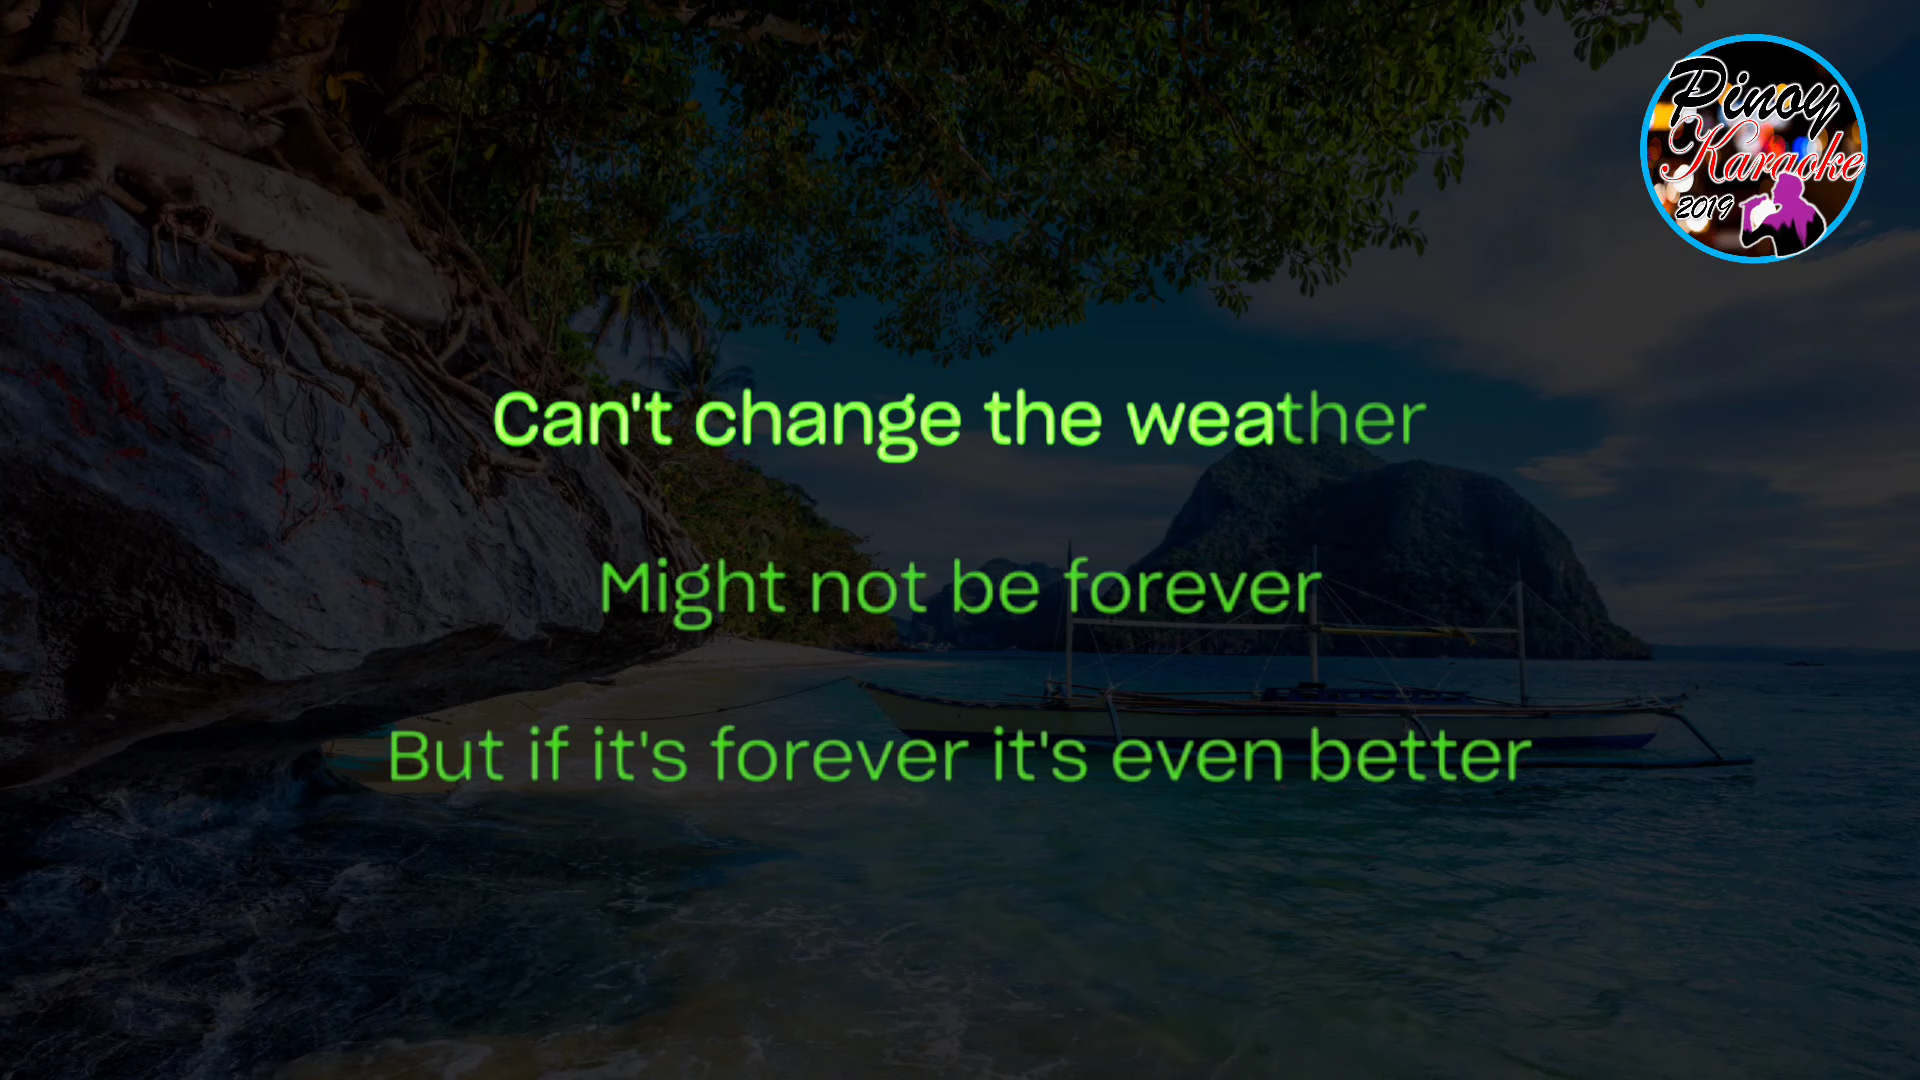 Pinoy
Karaoke
2019
Can't change the weather
Might not be forever
But if it's forever it's even better